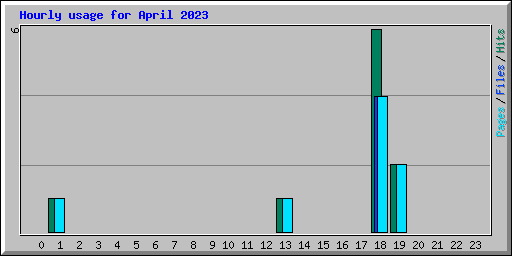 Hourly usage for April 2023
6
Pages/Files/Hits
0 1 2 3 4 5 6 7 8 9 10 11 12 13 14 15 16 17 18 19 20 21 22 23